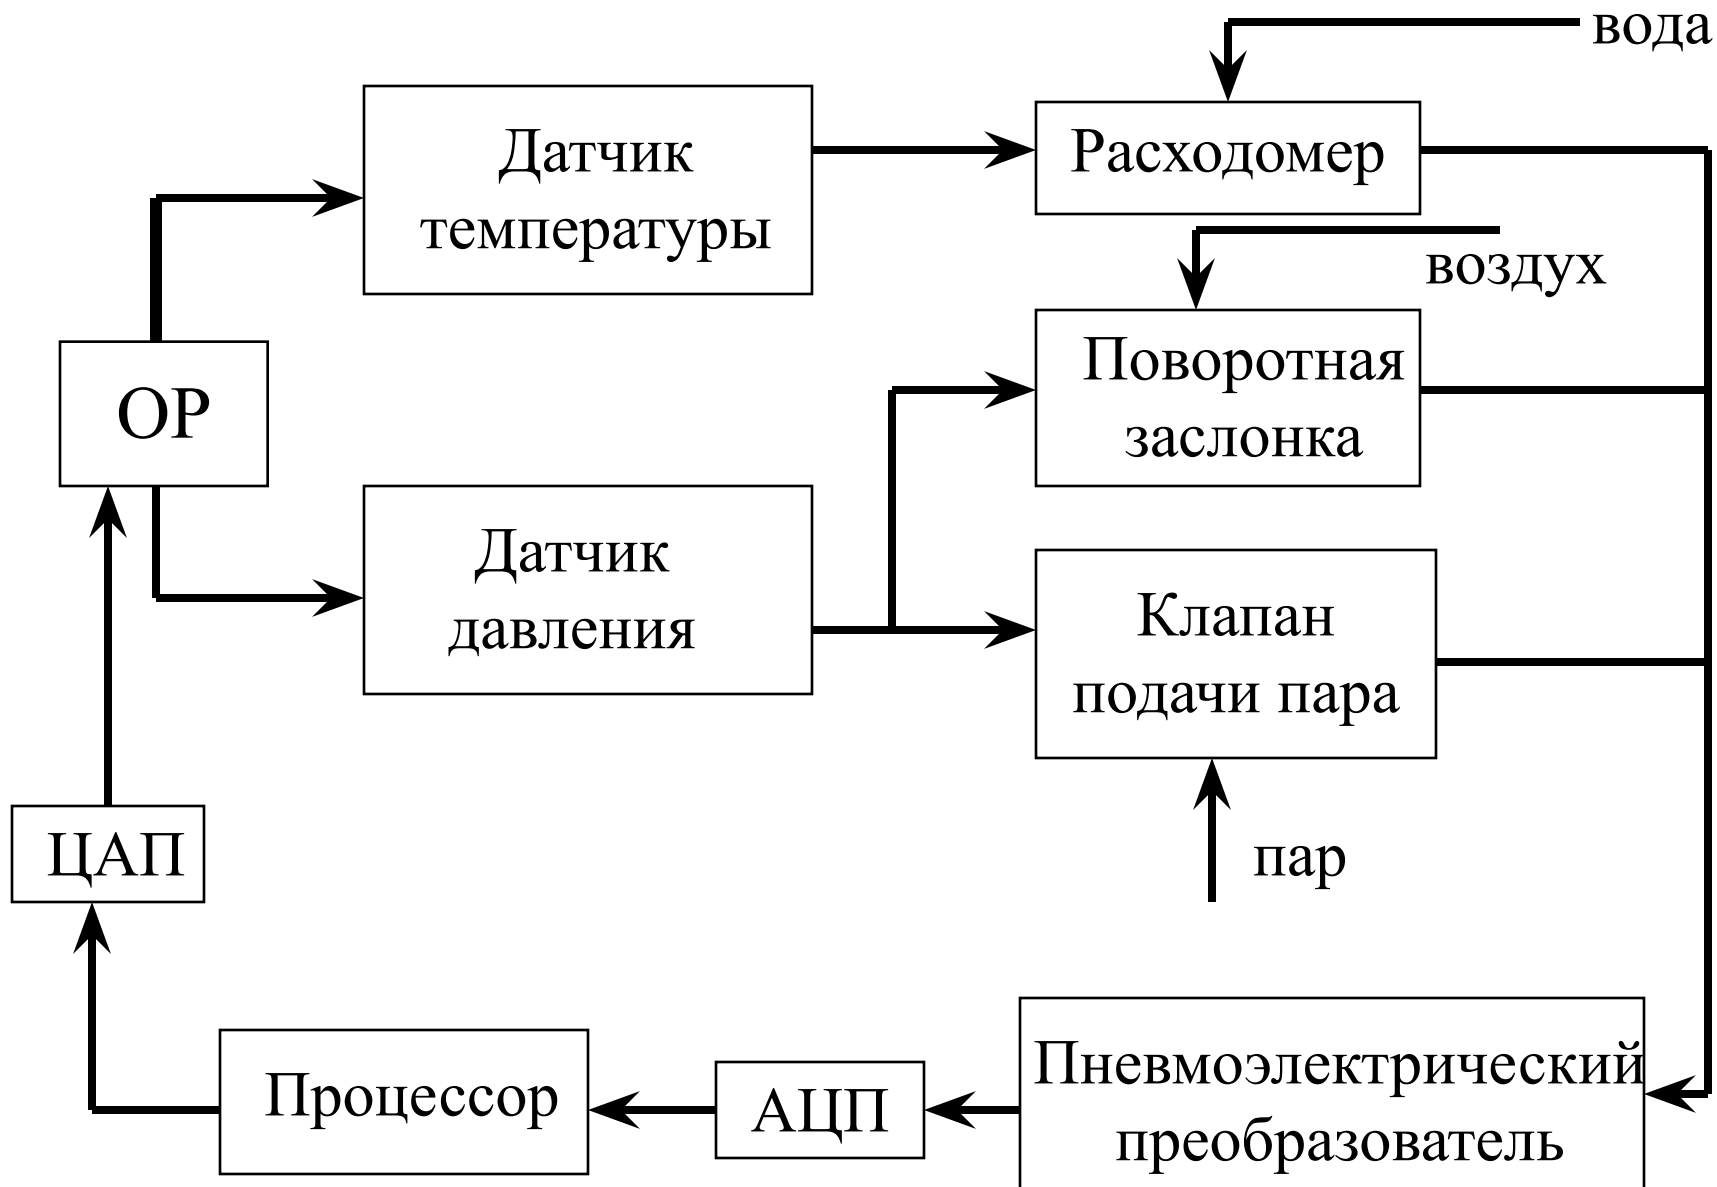 вода
Датчик
температуры
Расходомер
воздух
Поворотная
заслонка
ОР
Датчик
давления
Клапан
подачи пара
пар
ЦАП
Процессор
АЦП
Пневмоэлектрический
преобразователь